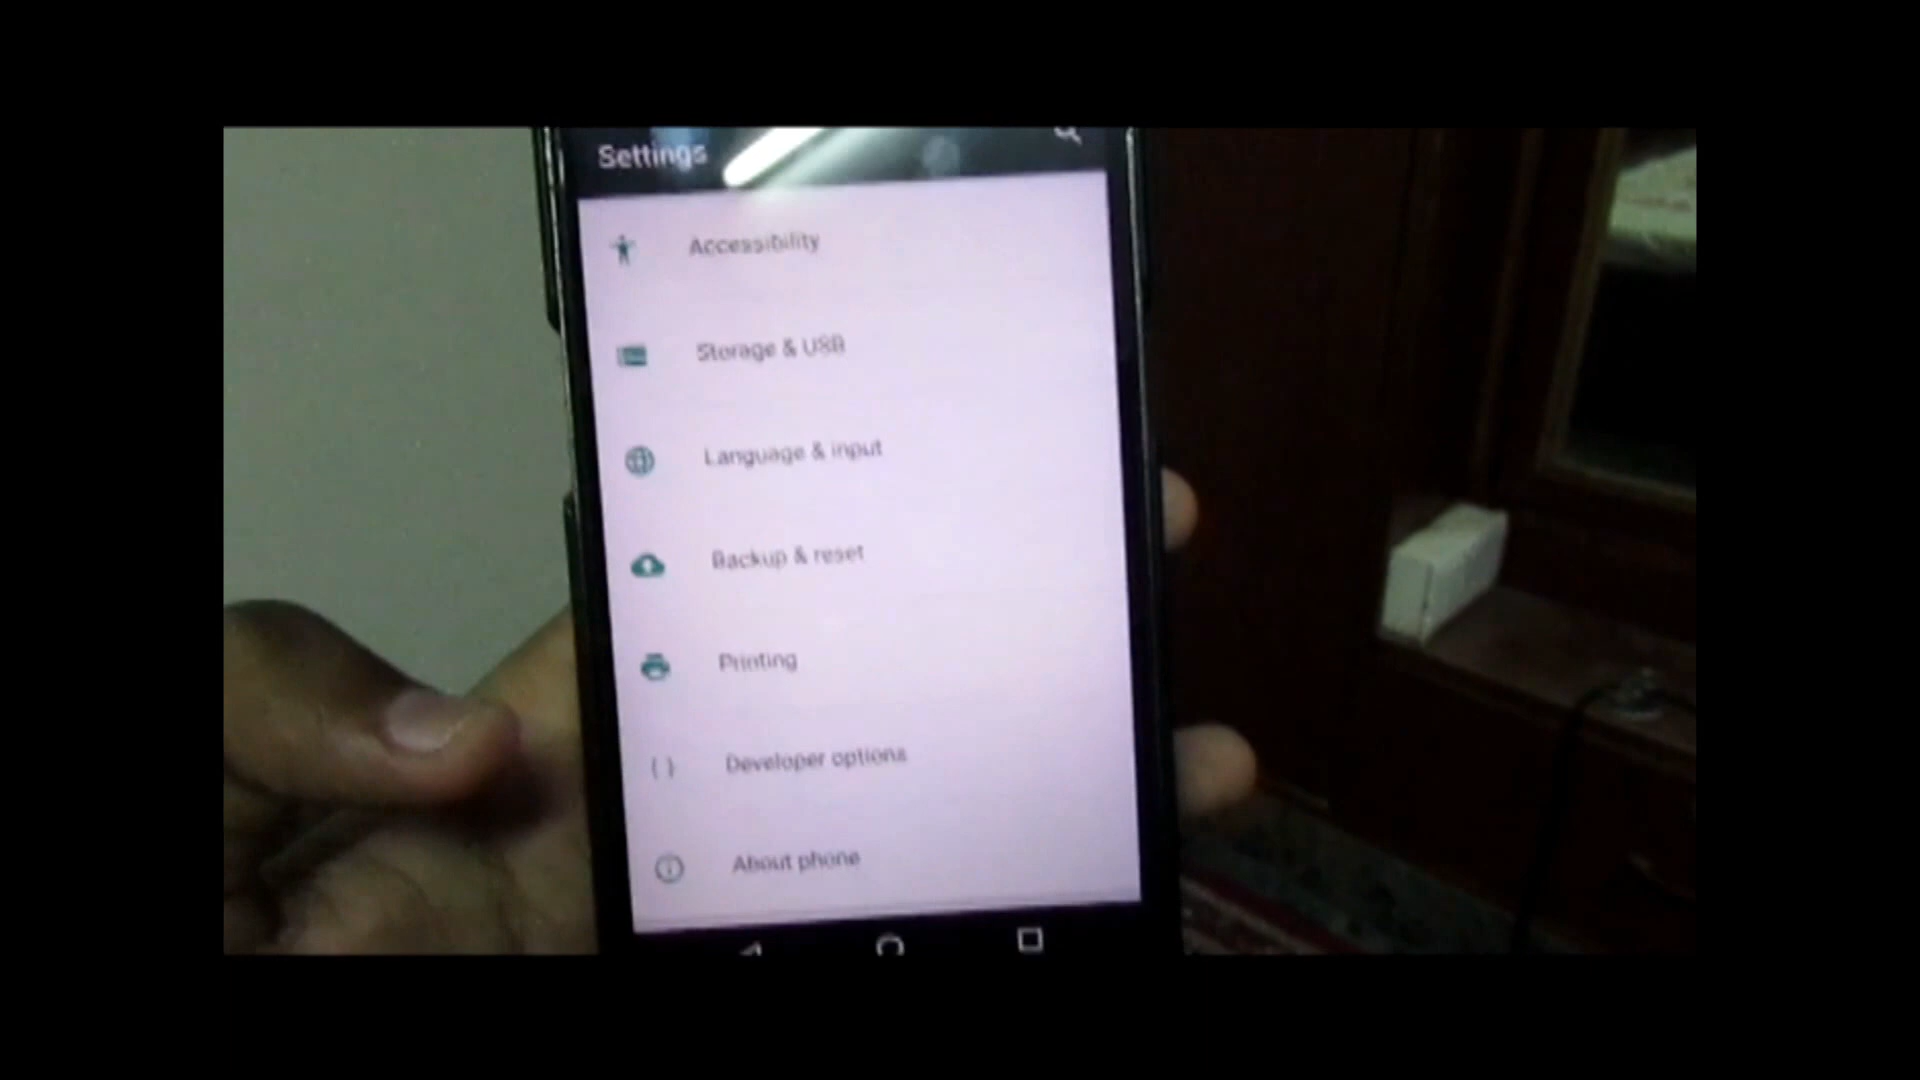 Settings
Accessibility
Storage & USB
Language & input
Backup & reset
Printing
Developer options
About phone